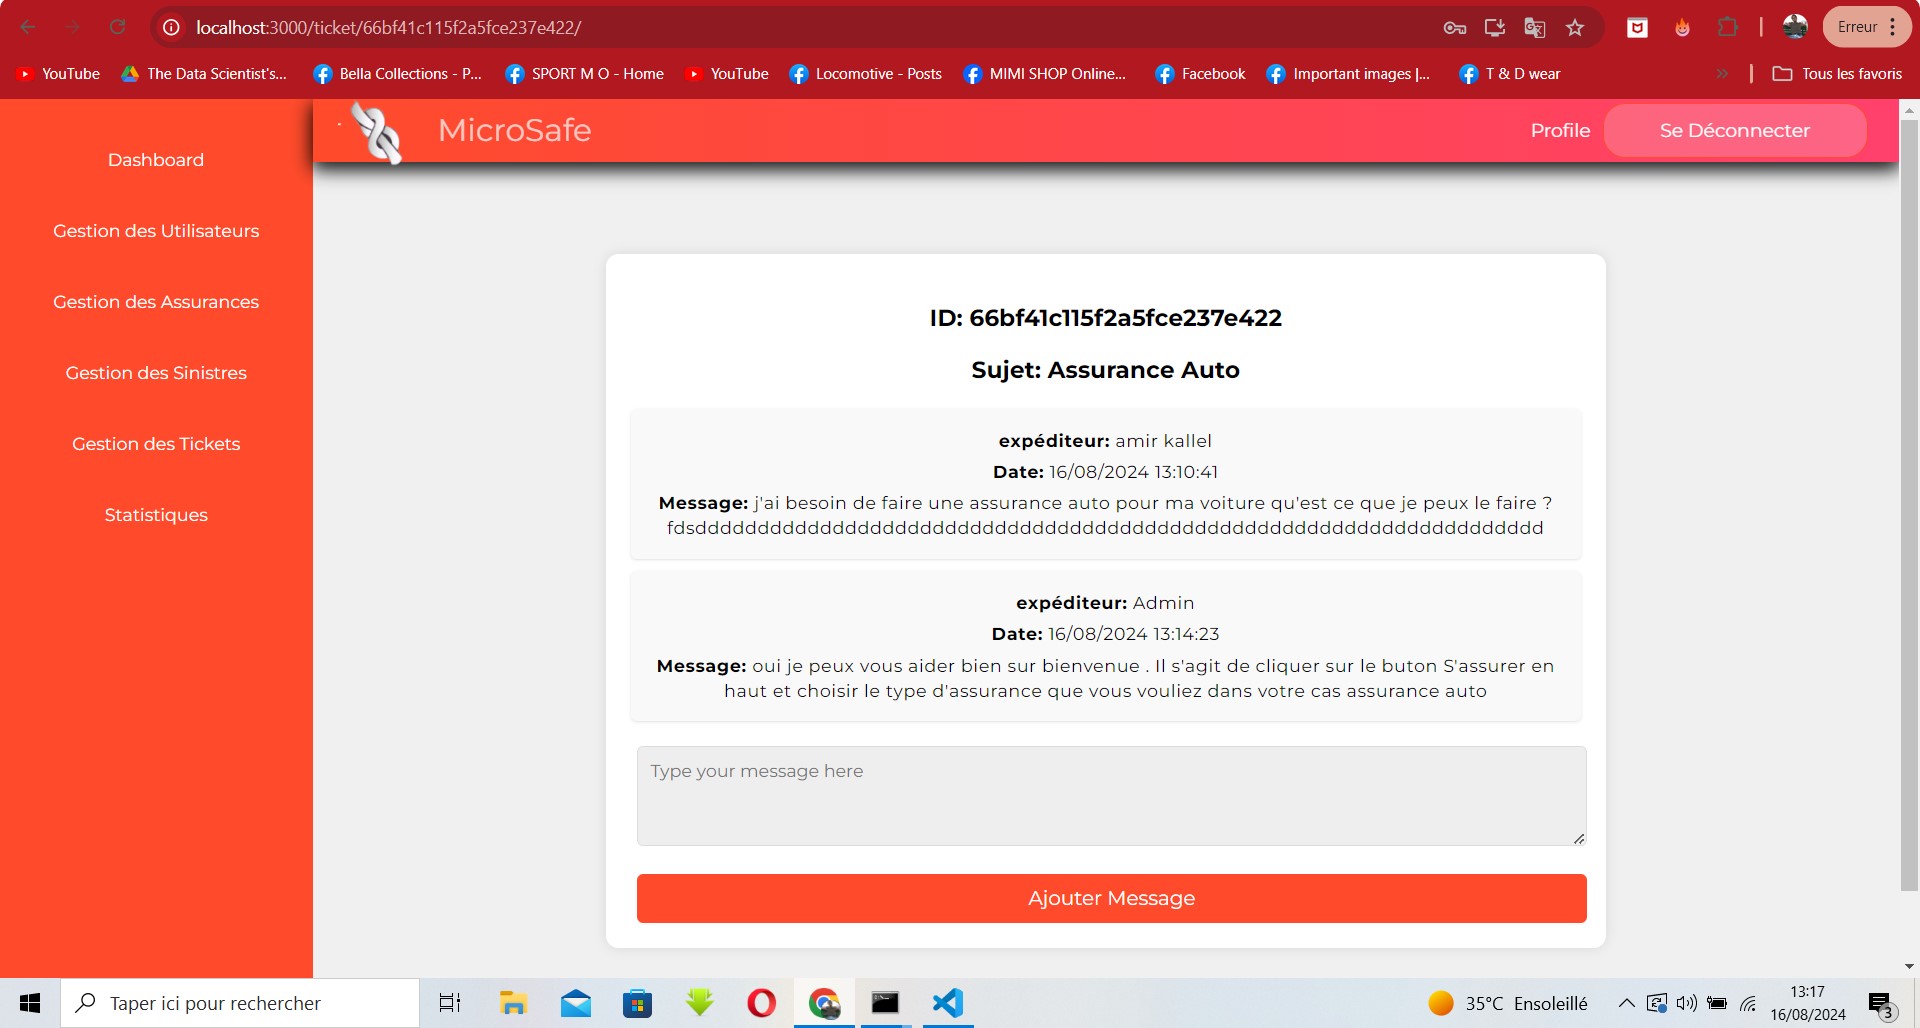 localhost:3000/ticket/66bf41c115f2a5fce237e422/
Erreur
YouTube
The Data Scientist's...
Bella Collections - P...
SPORT M O - Home
YouTube
Locomotive - Posts
MIMI SHOP Online...
Facebook
Important images |...
T & D wear
»
Tous les favoris
MicroSafe
Profile
Se Déconnecter
Dashboard
Gestion des Utilisateurs
Gestion des Assurances
Gestion des Sinistres
Gestion des Tickets
Statistiques
ID: 66bf41c115f2a5fce237e422
Sujet: Assurance Auto
expéditeur: amir kallel
Date: 16/08/2024 13:10:41
Message: j'ai besoin de faire une assurance auto pour ma voiture qu'est ce que je peux le faire ?
fdsdddddddddddddddddddddddddddddddddddddddddddddddddddddddddddddddddd
expéditeur: Admin
Date: 16/08/2024 13:14:23
Message: oui je peux vous aider bien sur bienvenue . Il s'agit de cliquer sur le buton S'assurer en
haut et choisir le type d'assurance que vous vouliez dans votre cas assurance auto
Type your message here
Ajouter Message
Taper ici pour rechercher
35°C Ensoleillé
13:17
16/08/2024
3